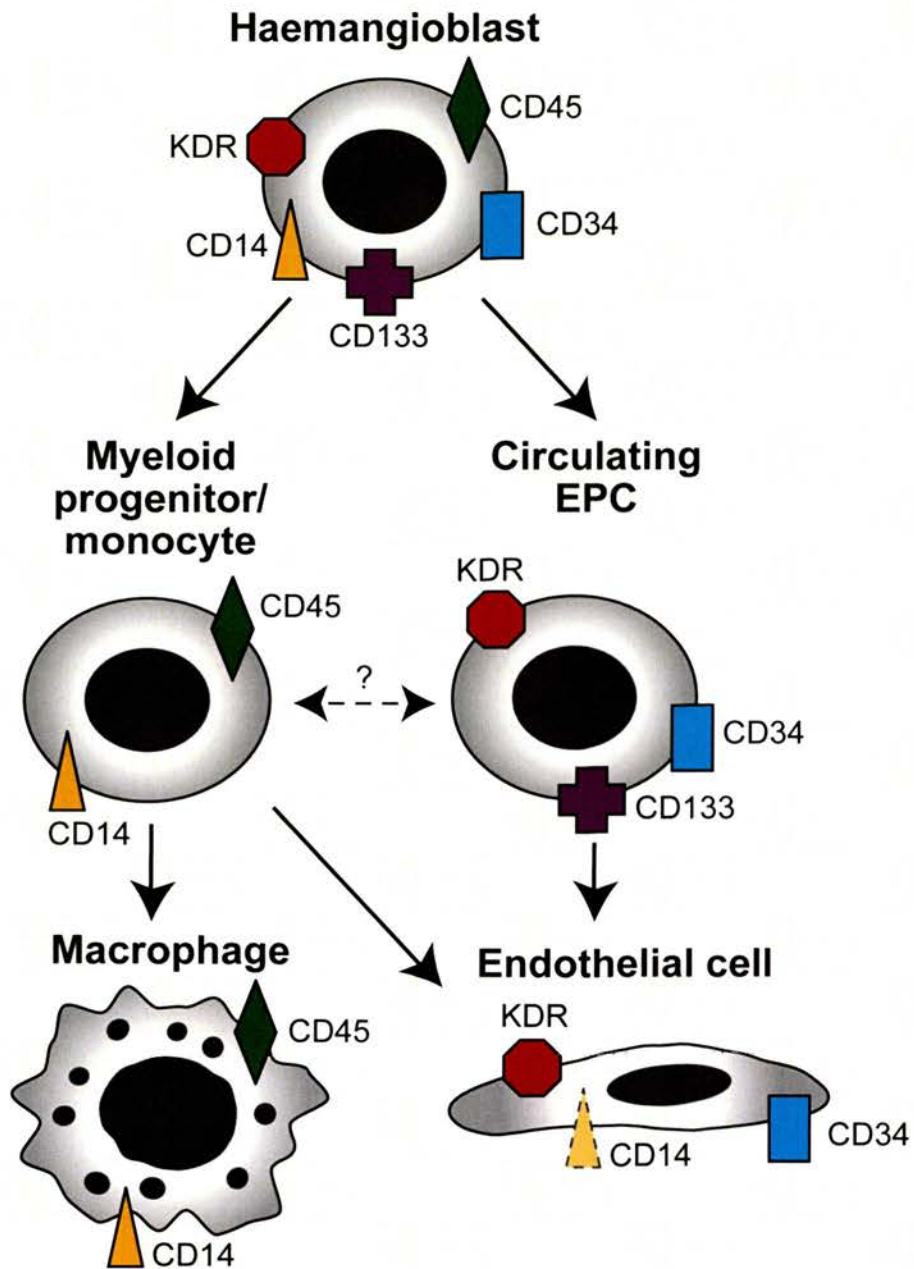 Haemangioblast
CD45
KDR
CD34
CD14
CD133
Myeloid
progenitor/
monocyte
Circulating
EPC
KDR
CD45
?
CD34
CD133
CD14
Macrophage
Endothelial cell
KDR
CD45
CD34
CD14
CD14